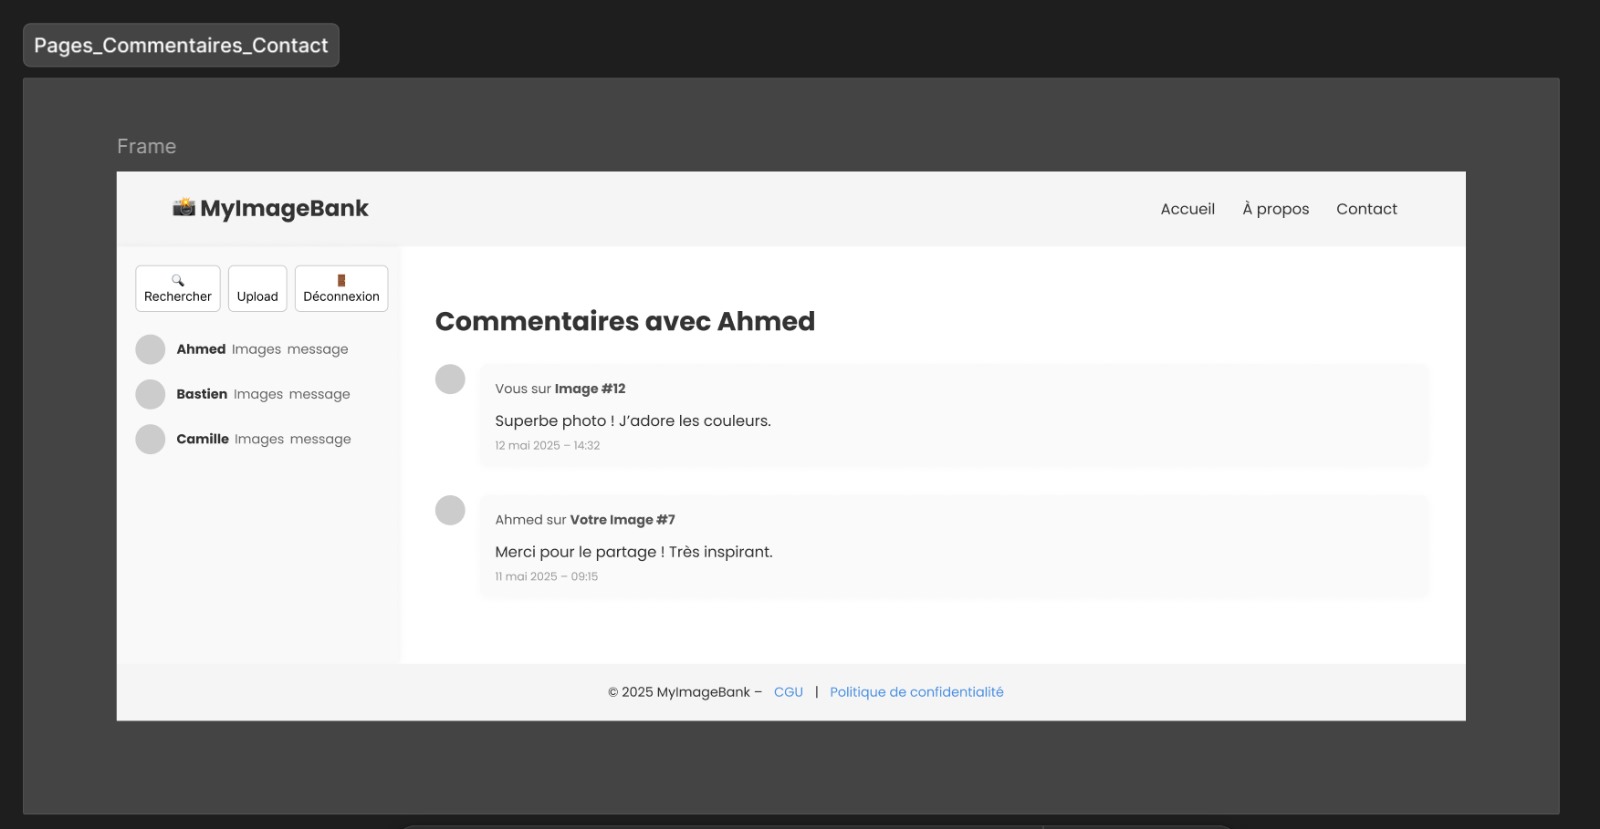 Pages_Commentaires_Contact
Frame
MyImageBank
Accueil À propos Contact
Rechercher Upload Déconnexion
Ahmed Images message
Bastien Images message
Camille Images message
Commentaires avec Ahmed
Vous sur Image #12
Superbe photo ! J’adore les couleurs.
12 mai 2025 – 14:32
Ahmed sur Votre Image #7
Merci pour le partage ! Très inspirant.
11 mai 2025 – 09:15
© 2025 MyImageBank – CGU | Politique de confidentialité